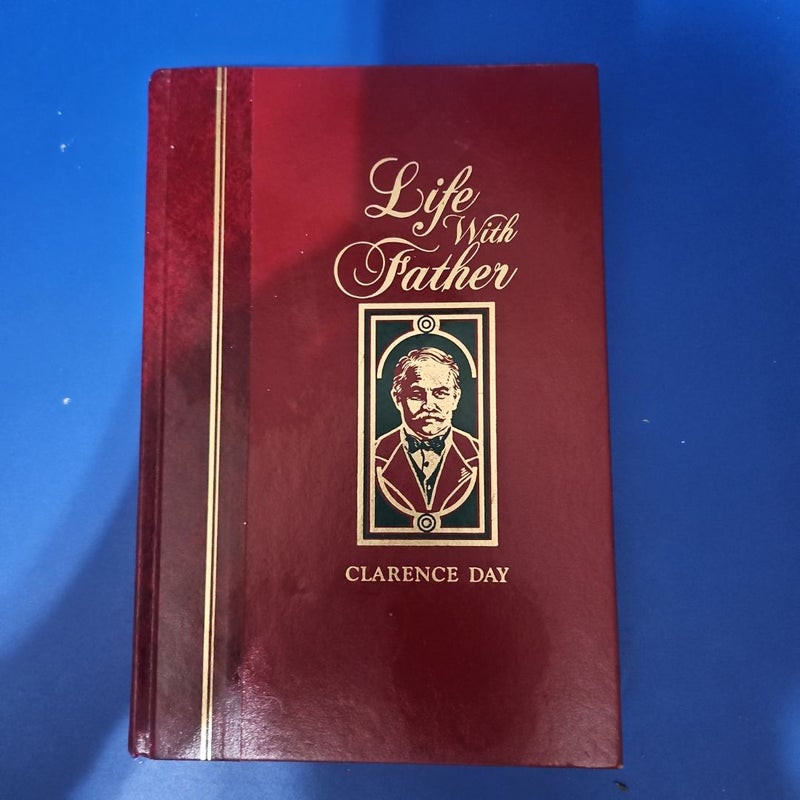 Life
With
Father
CLARENCE DAY